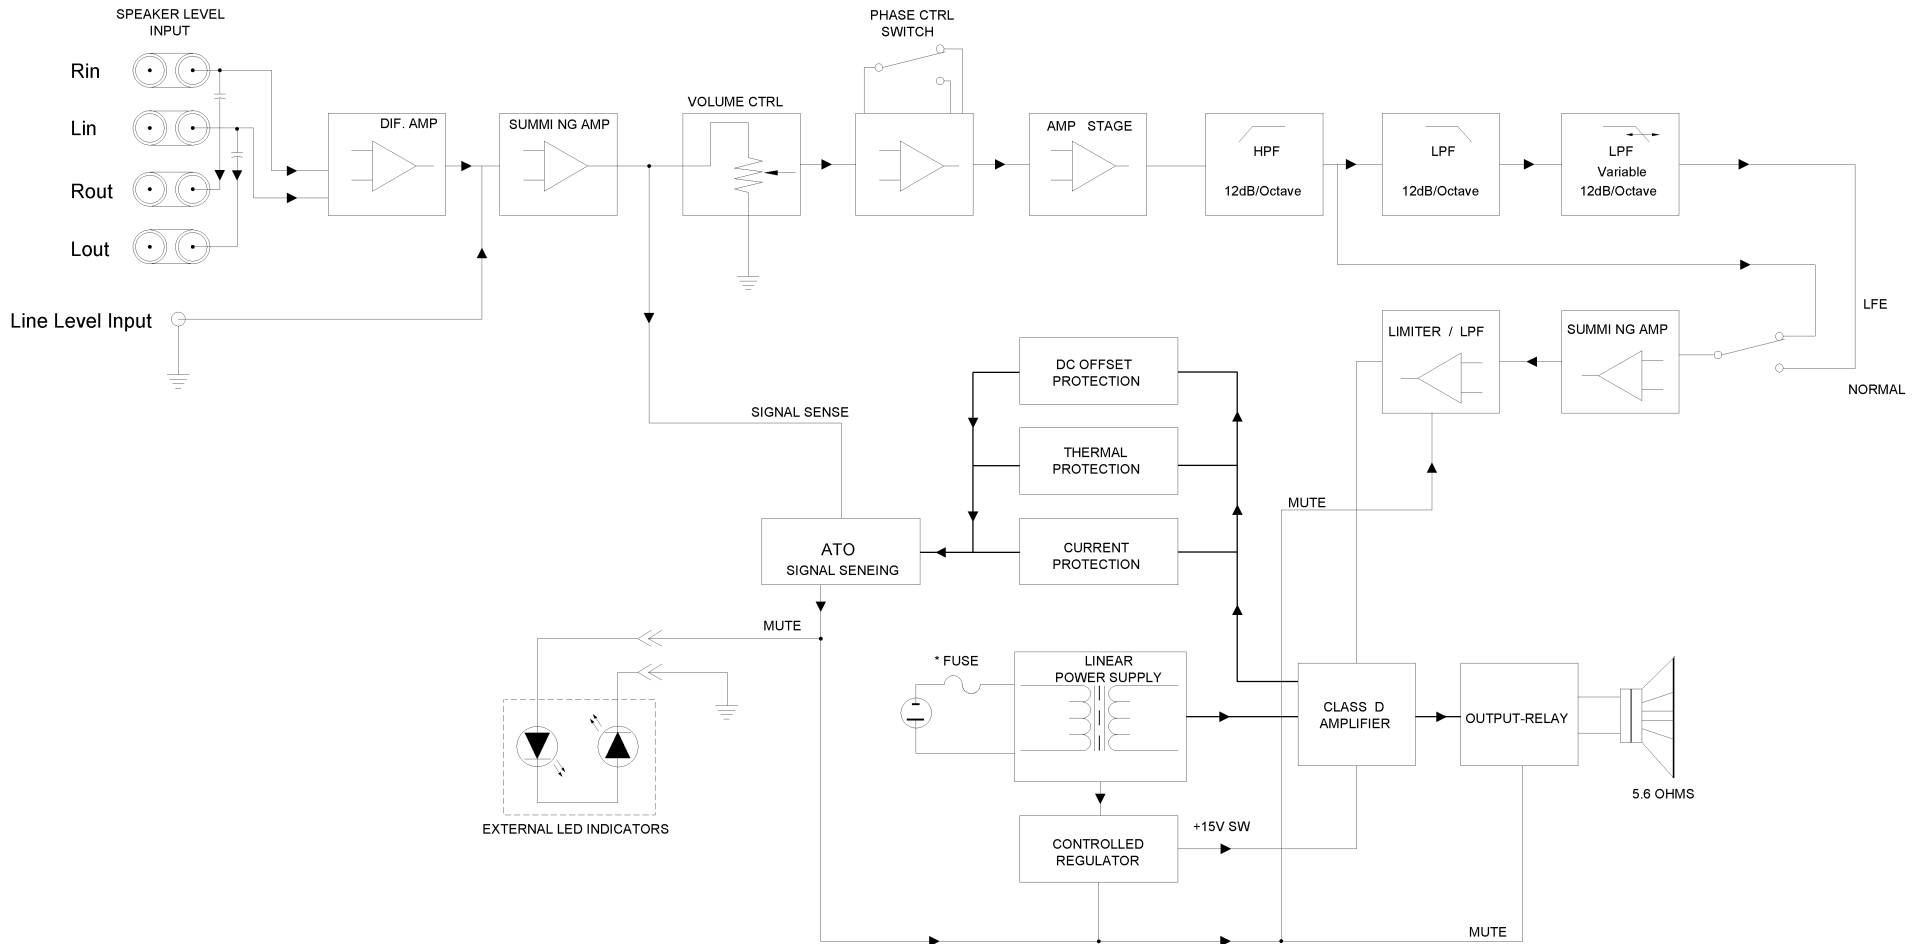 SPEAKER LEVEL
INPUT
PHASE CTRL
SWITCH
Rin
Lin
Rout
Lout
Line Level Input
DIF. AMP
SUMMI NG AMP
VOLUME CTRL
AMP STAGE
HPF
12dB/Octave
LPF
12dB/Octave
LPF
Variable
12dB/Octave
LFE
NORMAL
LIMITER / LPF
SUMMI NG AMP
DC OFFSET
PROTECTION
SIGNAL SENSE
THERMAL
PROTECTION
MUTE
CURRENT
PROTECTION
ATO
SIGNAL SENEING
MUTE
* FUSE
LINEAR
POWER SUPPLY
CLASS D
AMPLIFIER
OUTPUT-RELAY
5.6 OHMS
EXTERNAL LED INDICATORS
+15V SW
CONTROLLED
REGULATOR
MUTE